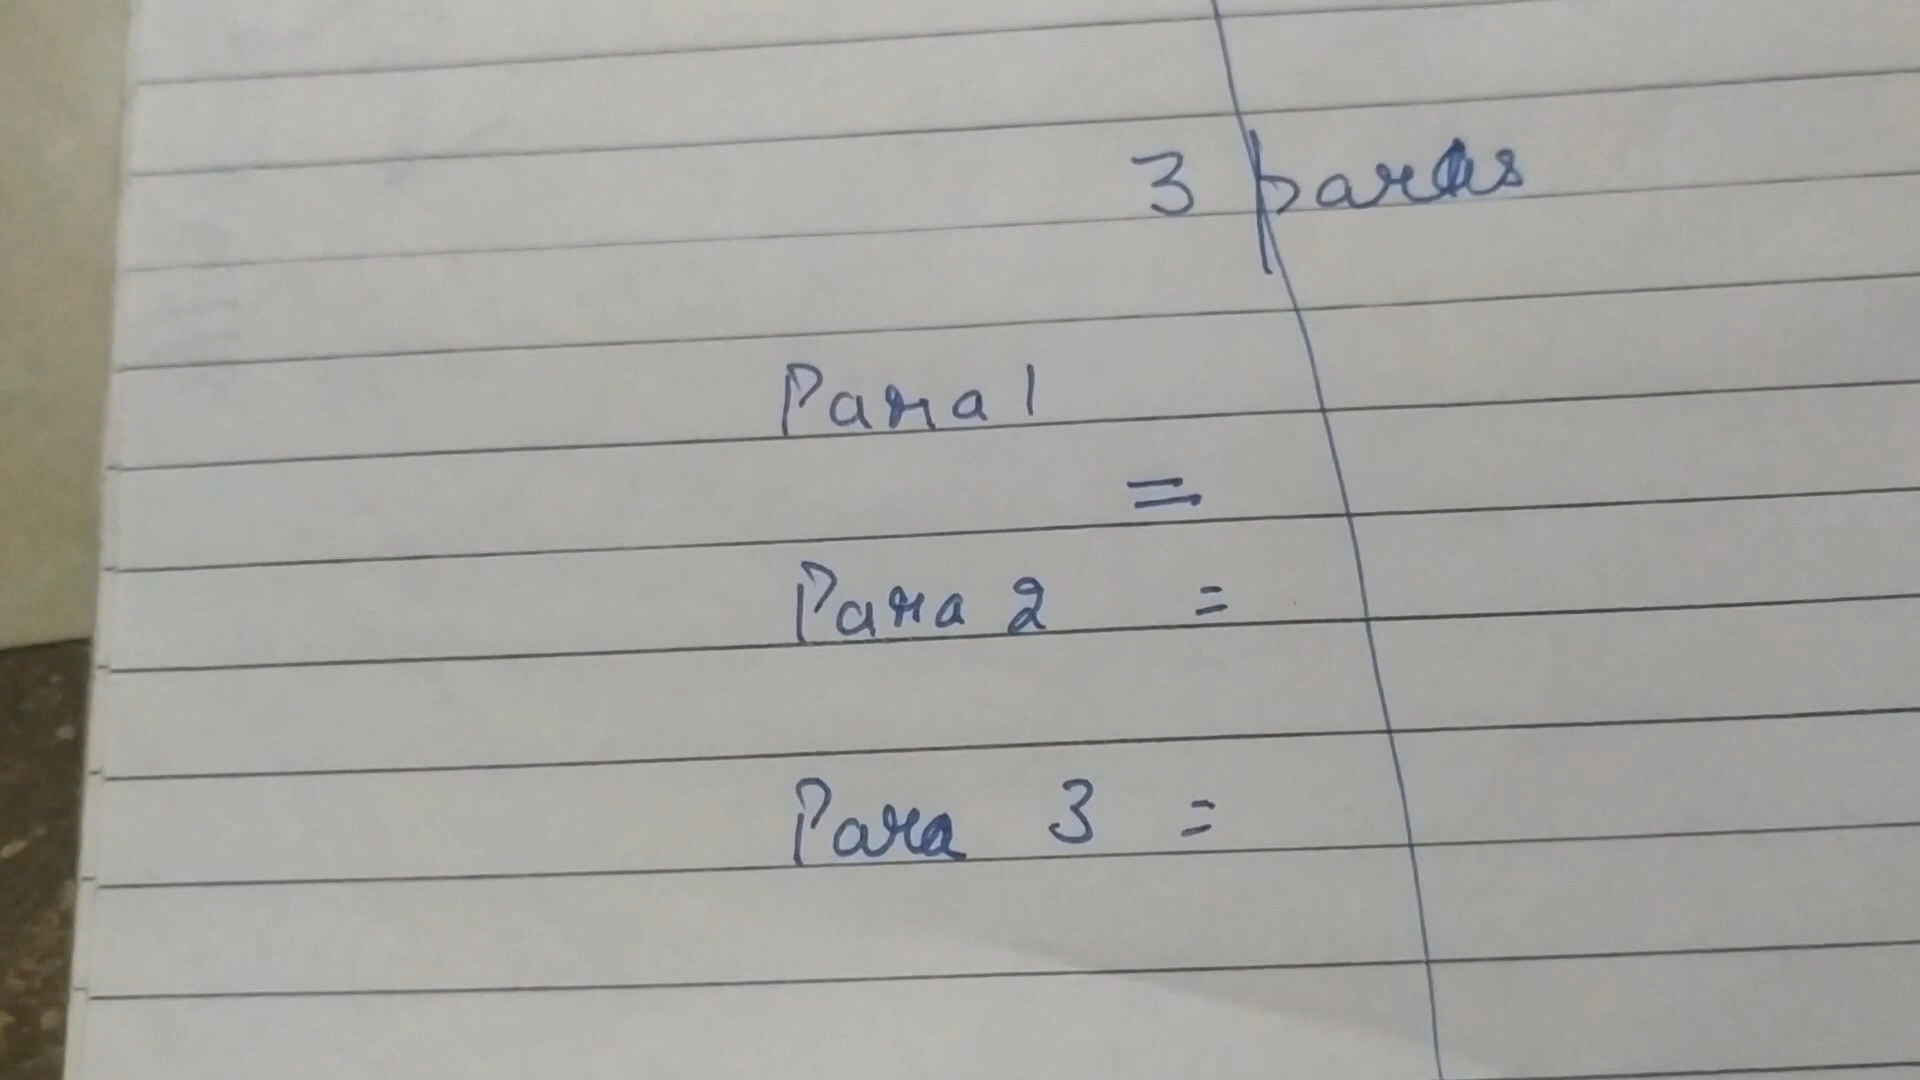 3 paras
Para 1
=
Para 2 =
Para 3 =